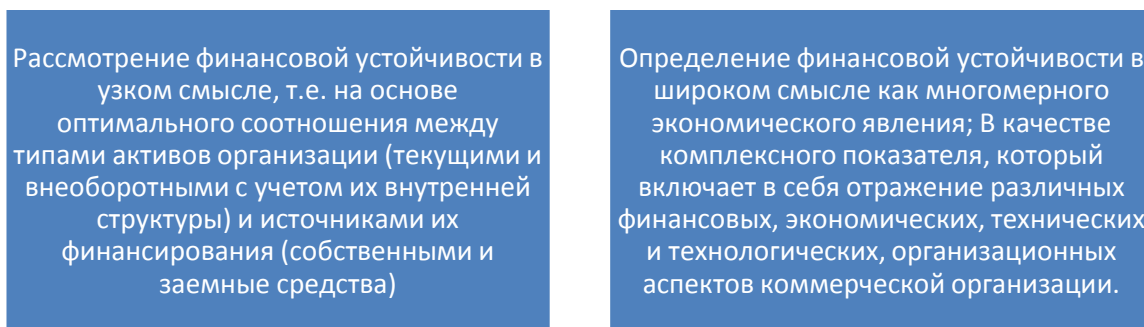 Рассмотрение финансовой устойчивости в
узком смысле, т.е. на основе
оптимального соотношения между
типами активов организации (текущими и
внеоборотными с учетом их внутренней
структуры) и источниками их
финансирования (собственными и
заемные средства)
Определение финансовой устойчивости в
широком смысле как многомерного
экономического явления; В качестве
комплексного показателя, который
включает в себя отражение различных
финансовых, экономических, технических
и технологических, организационных
аспектов коммерческой организации.